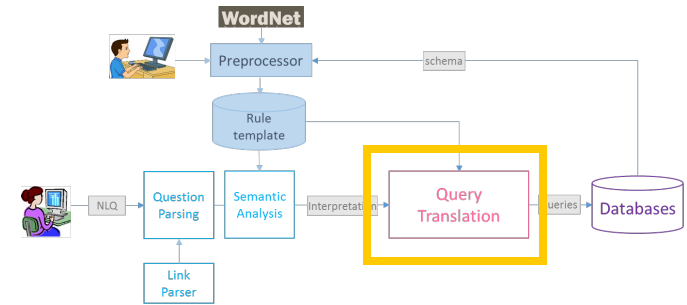 WordNet
Preprocessor
schema
Rule
template
NLQ
Question
Parsing
Semantic
Analysis
Interpretation
Query
Translation
Queries
Databases
Link
Parser